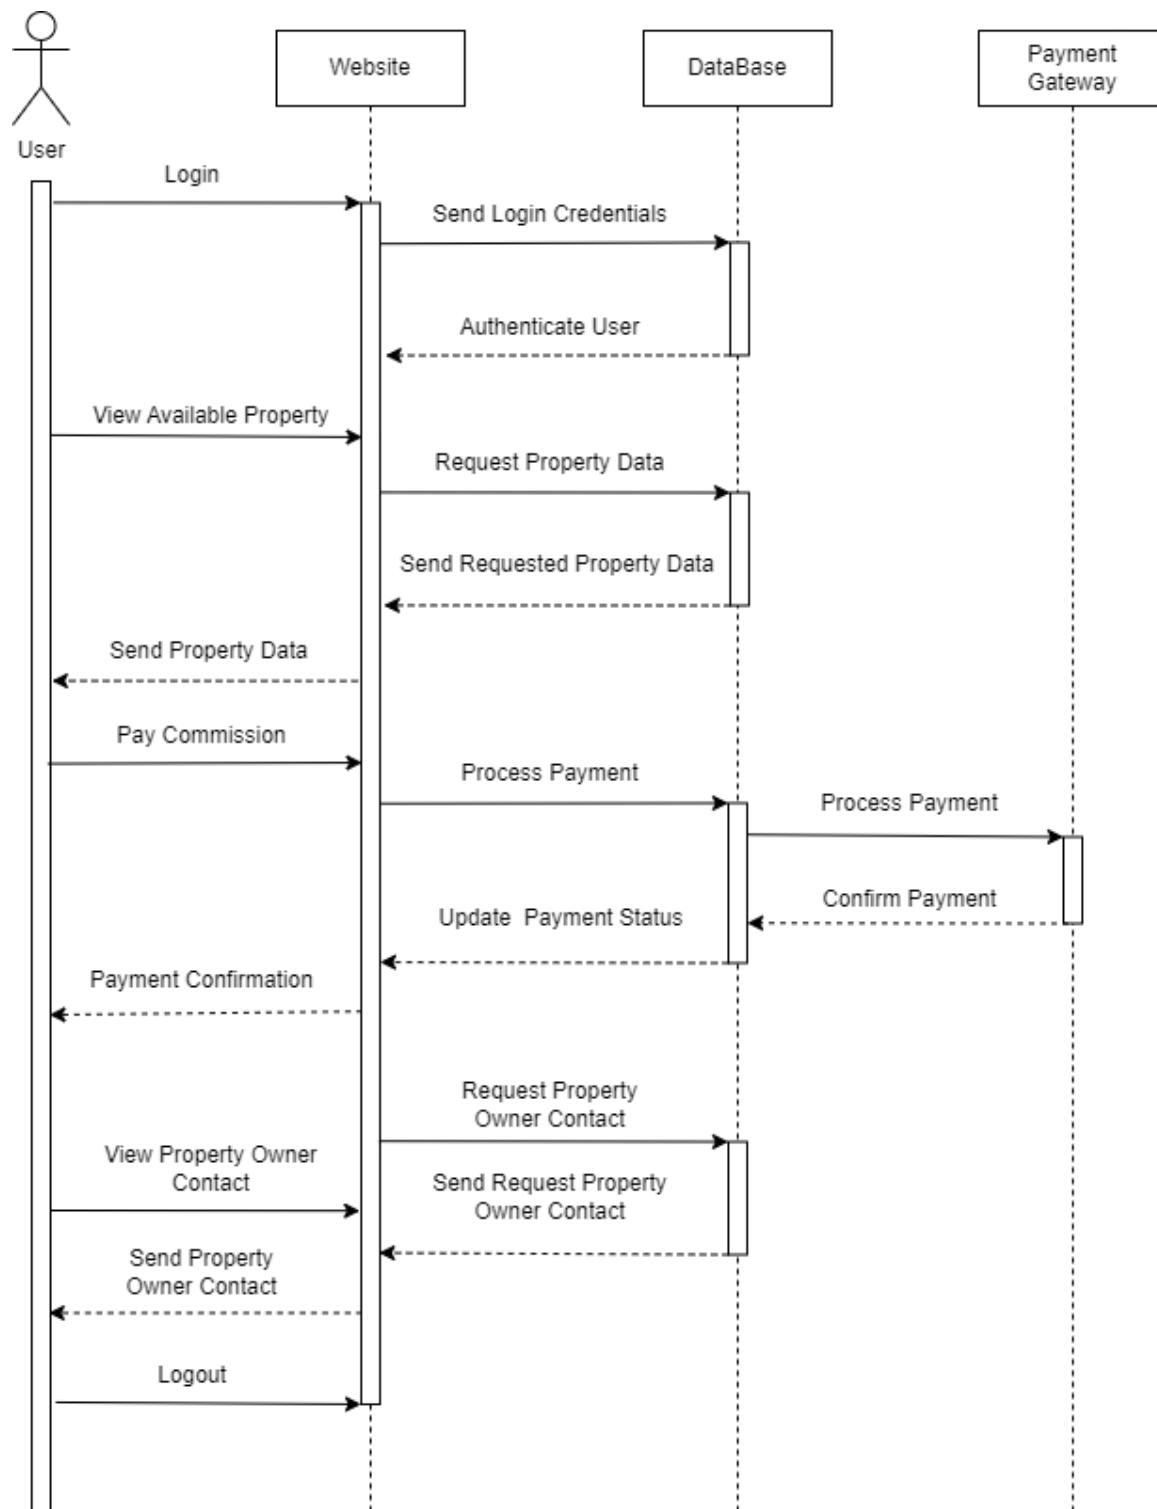 Website
DataBase
Payment
Gateway
User
Login
Send Login Credentials
Authenticate User
View Available Property
Request Property Data
Send Requested Property Data
Send Property Data
Pay Commission
Process Payment
Process Payment
Confirm Payment
Update  Payment Status
Payment Confirmation
Request Property
Owner Contact
View Property Owner
Contact
Send Request Property
Owner Contact
Send Property
Owner Contact
Logout